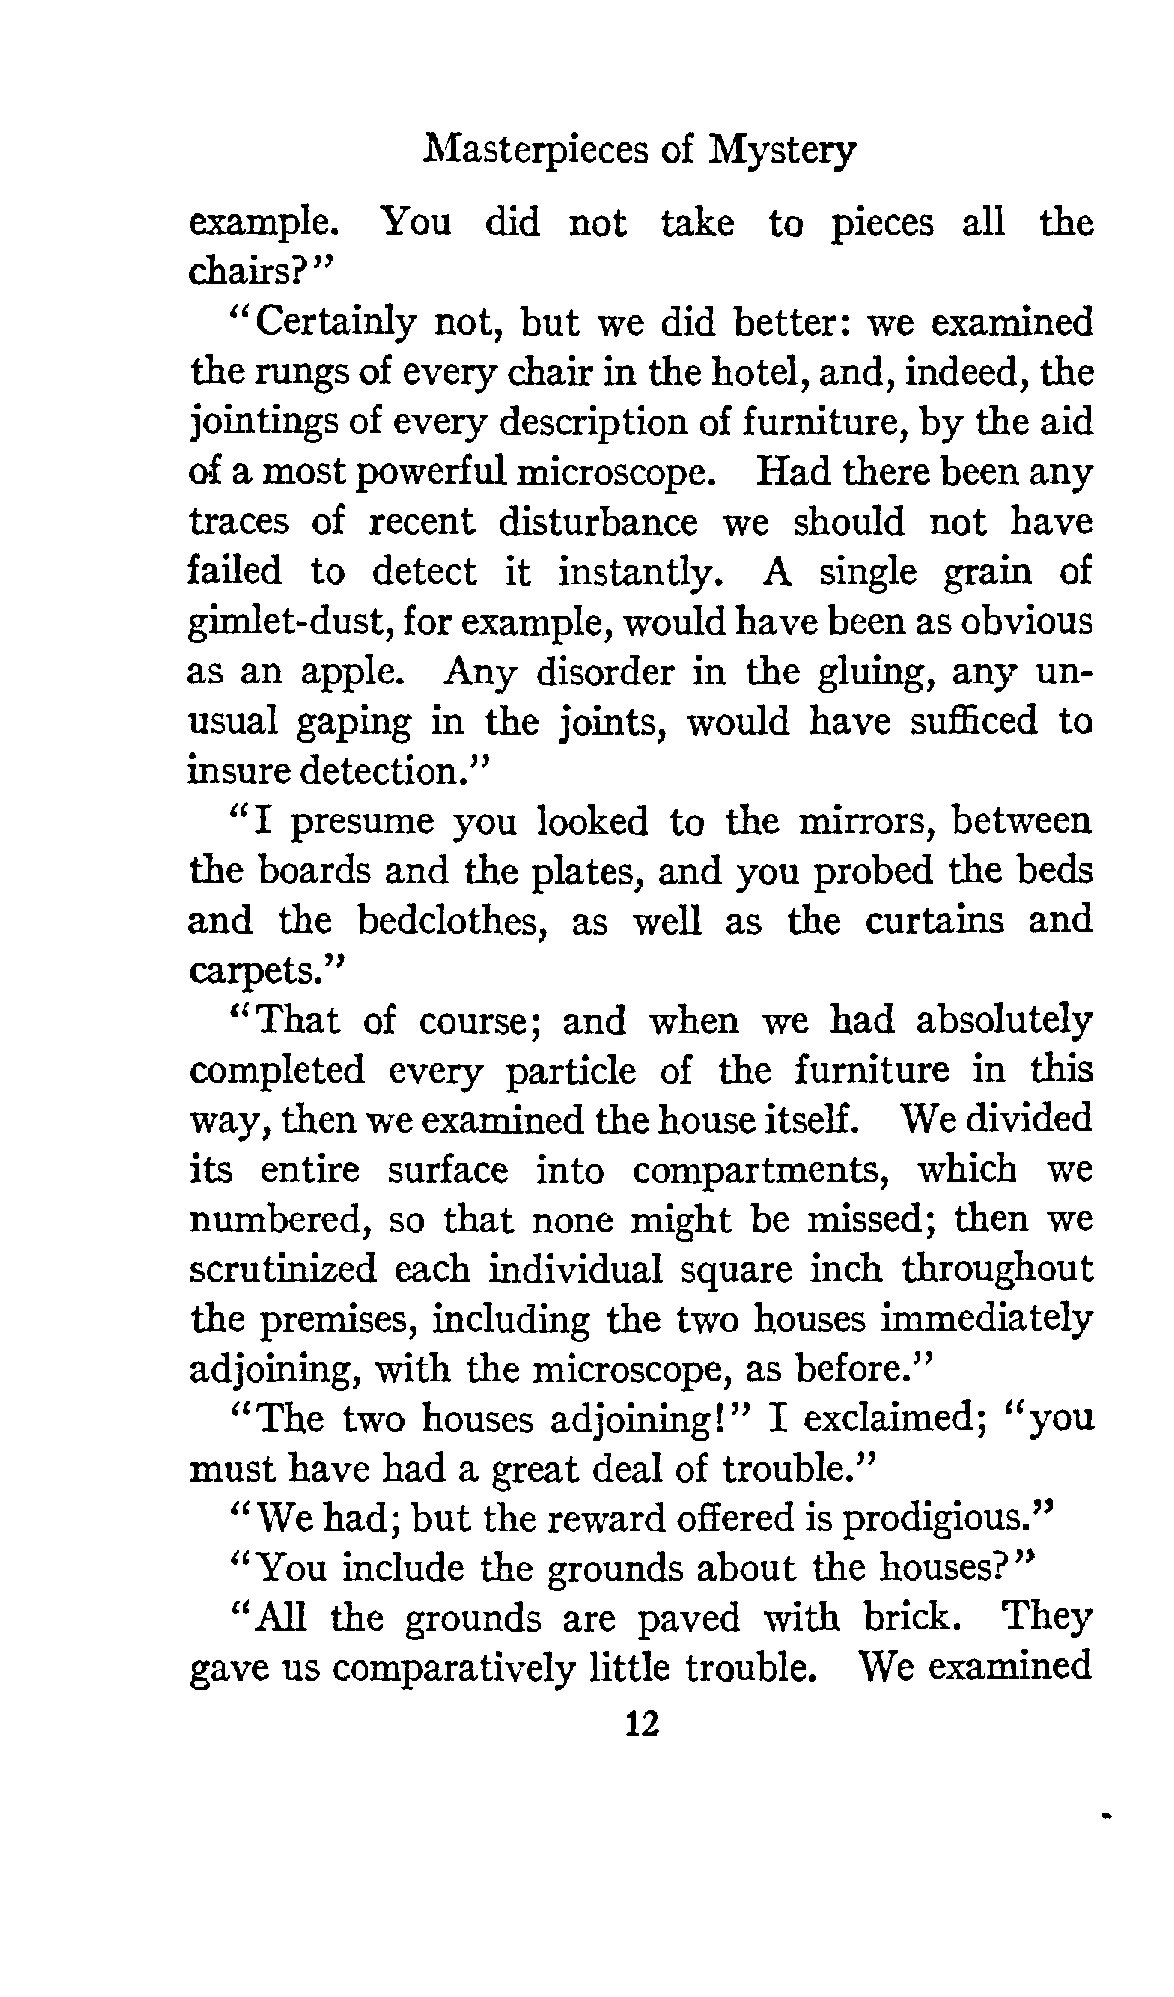 Masterpieces of Mystery
example. You did not take to pieces all the
chairs?"
"Certainly not, but we did better: we examined
the rungs of every chair in the hotel, and, indeed, the
jointings of every description of furniture, by the aid
of a most powerful microscope. Had there been any
traces of recent disturbance we should not have
failed to detect it instantly. A single grain of
gimlet-dust, for example, would have been as obvious
as an apple. Any disorder in the gluing, any un-
usual gaping in the joints, would have sufficed to
insure detection."
"I presume you looked to the mirrors, between
the boards and the plates, and you probed the beds
and the bedclothes, as well as the curtains and
carpets."
"That of course; and when we had absolutely
completed every particle of the furniture in this
way, then we examined the house itself. We divided
its entire surface into compartments, which we
numbered, so that none might be missed; then we
scrutinized each individual square inch throughout
the premises, including the two houses immediately
adjoining, with the microscope, as before."
"The two houses adjoining!" I exclaimed; "you
must have had a great deal of trouble."
"We had; but the reward offered is prodigious."
"You include the grounds about the houses?"
"All the grounds are paved with brick. They
gave us comparatively little trouble. We examined
12